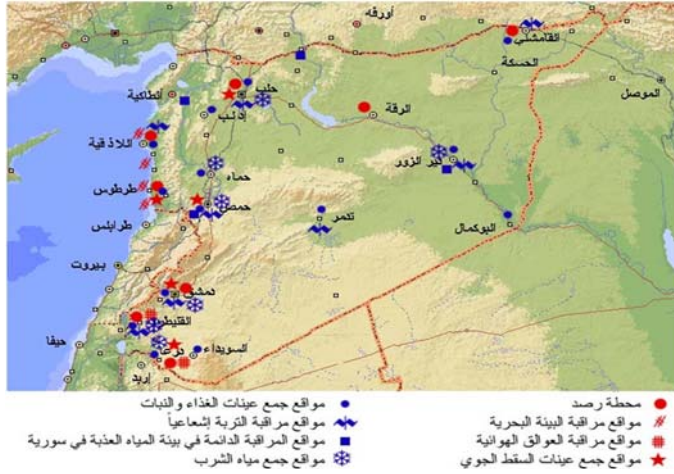 أورفه
القامشلي
الحسكة
الموصل
حلب
أنطاكية
إدلب
الرقة
اللاذقية
دير الزور
حماه
طرطوس
حمص
تدمر
البوكمال
طرابلس
بيروت
دمشق
القنيطرة
حيفا
درعا
السويداء
إربد
محطة رصد
مواقع مراقبة البيئة البحرية
مواقع مراقبة العوالق الهوائية
مواقع جمع عينات السقط الجوي
مواقع جمع عينات الغذاء والنبات
مواقع مراقبة التربة إشعاعياً
مواقع المراقبة الدائمة في بيئة المياه العذبة في سورية
مواقع جمع مياه الشرب